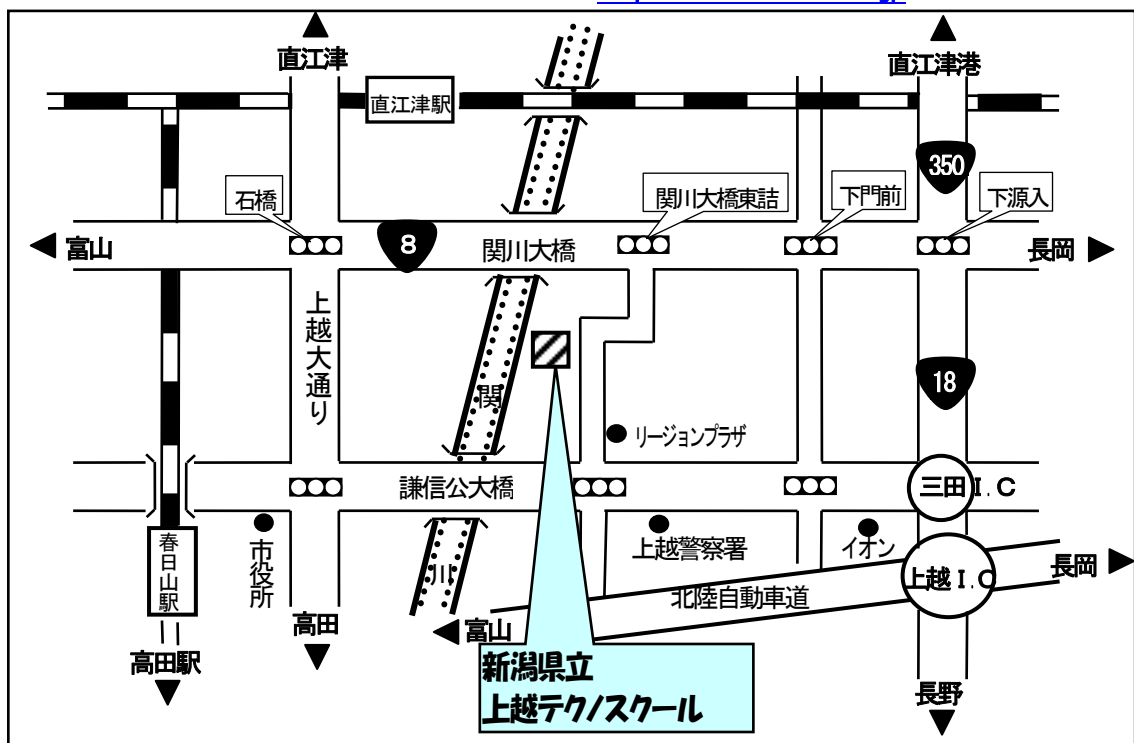 直江津
直江津港
直江津駅
350
石橋
関川大橋東詰
下門前
下源入
富山
8
関川大橋
長岡
上越大通り
18
関
リージョンプラザ
謙信公大橋
三田I.C
春日山駅
市役所
川
上越警察署
イオン
上越I.C
長岡
北陸自動車道
高田
富山
高田駅
新潟県立
上越テクノスクール
長野